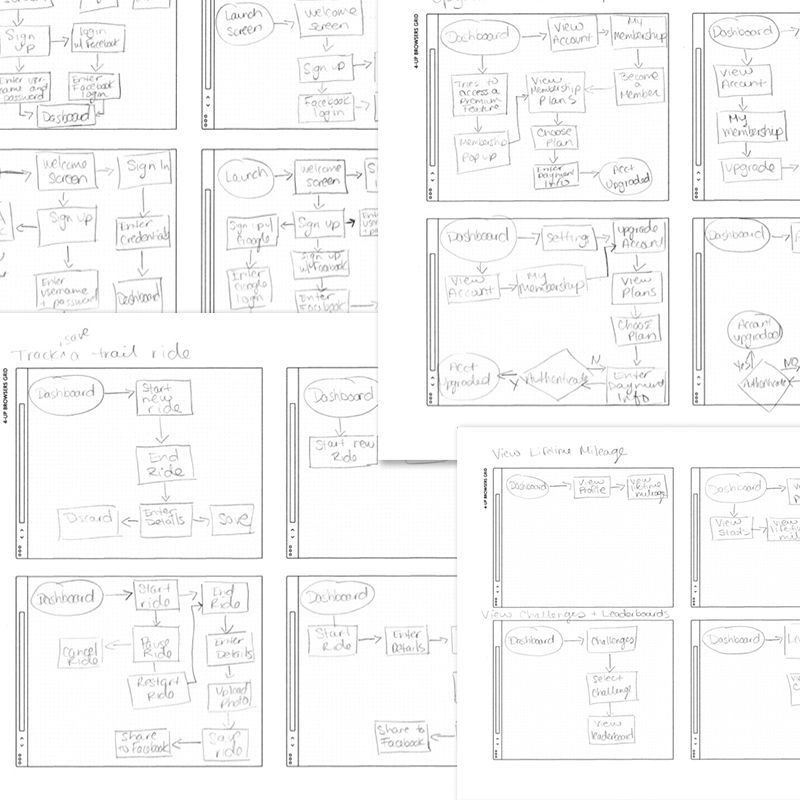 Sign
up
login
w/ Facebook
Enter user
name and
password
Enter
Facebook
login
Dashboard
Launch
Screen
Welcome
Screen
Sign up
Facebook
login
Welcome
Screen
Sign In
Sign up
Enter
Credentials
Enter
username
+ password
Dashboard
Launch
Welcome
Screen
Sign up w/
Google
Sign up
Enter
Google
login
Sign up
w/ Facebook
Enter
Facebook
4-UP BROWSERS GRID
Dashboard
View
Account
My
Membership
Tries to
access a
Premium
Feature
View
Membership
Plans
Become
a
Member
Membership
Pop up
Choose
Plan
Enter
Payment
Info
Acct
Upgraded
Dashboard
View
Account
My
Membership
Upgrade
Dashboard
Settings
Upgrade
Account
View
Account
My
Membership
View
Plans
Choose
Plan
Acct
Upgraded
Y
Authenticate
N
Enter
Payment
Info
Dashboard
Account
Upgraded
Yes
NO
Authenticate
save
Track a trail ride
4-UP BROWSERS GRID
Dashboard
Start
new
ride
End
Ride
Discard
Enter
Details
Save
Dashboard
Start new
Ride
Dashboard
Start
ride
End
Ride
Cancel
Ride
Pause
Ride
Enter
Details
Restart
Ride
Upload
Photo
Share
to Facebook
Save
ride
Dashboard
Start
Ride
Enter
Details
Share to
Facebook
View Lifetime Mileage
4-UP BROWSERS GRID
Dashboard
View
Profile
View
lifetime
mileage
Dashboard
View
Stats
View
View Challenges + Leaderboards
Dashboard
Challenges
Select
Challenge
View
leaderboard
Dashboard